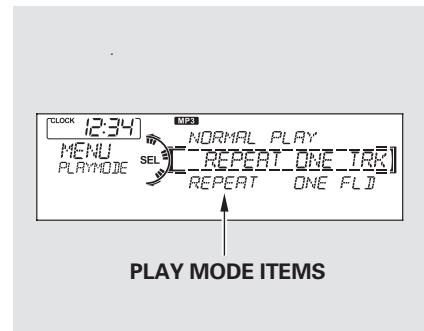 CLOCK 12:34 MP3
NORMAL PLAY
MENU SEL REPEAT ONE TRK
PLAYMODE
REPEAT ONE FLD
PLAY MODE ITEMS